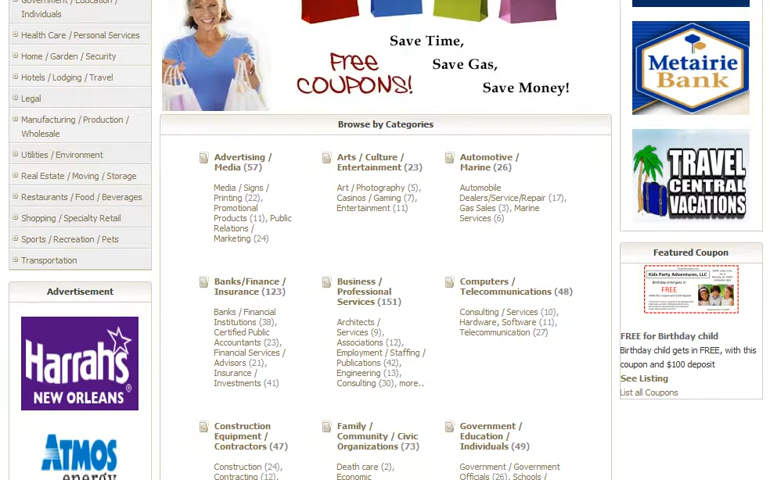 Government / Education /
Individuals
Health Care / Personal Services
Home / Garden / Security
Hotels / Lodging / Travel
Legal
Manufacturing / Production /
Wholesale
Utilities / Environment
Real Estate / Moving / Storage
Restaurants / Food / Beverages
Shopping / Specialty Retail
Sports / Recreation / Pets
Transportation
Advertisement
Harrah's
NEW ORLEANS
ATMOS
energy
Save Time,
Free
COUPONS!
Save Gas,
Save Money!
Browse by Categories
Advertising /
Media (57)
Media / Signs /
Printing (22),
Promotional
Products (11), Public
Relations /
Marketing (24)
Arts / Culture /
Entertainment (23)
Art / Photography (5),
Casinos / Gaming (7),
Entertainment (11)
Automotive /
Marine (26)
Automobile
Dealers/Service/Repair (17),
Gas Sales (3), Marine
Services (6)
Banks/Finance /
Insurance (123)
Banks / Financial
Institutions (38),
Certified Public
Accountants (23),
Financial Services /
Advisors (21),
Insurance /
Investments (41)
Business /
Professional
Services (151)
Architects /
Services (9),
Associations (12),
Employment / Staffing /
Publications (42),
Engineering (13),
Consulting (30), more..
Computers /
Telecommunications (48)
Consulting / Services (10),
Hardware, Software (11),
Telecommunication (27)
Construction
Equipment /
Contractors (47)
Construction (24),
Contracting (12),
Family /
Community / Civic
Organizations (73)
Death care (2),
Economic
Government /
Education /
Individuals (49)
Government / Government
Officials (26), Schools /
Metairie
Bank
TRAVEL
CENTRAL
VACATIONS
Featured Coupon
Kids Party Adventures, LLC
FREE
FREE for Birthday child
Birthday child gets in FREE, with this
coupon and $100 deposit
See Listing
List all Coupons